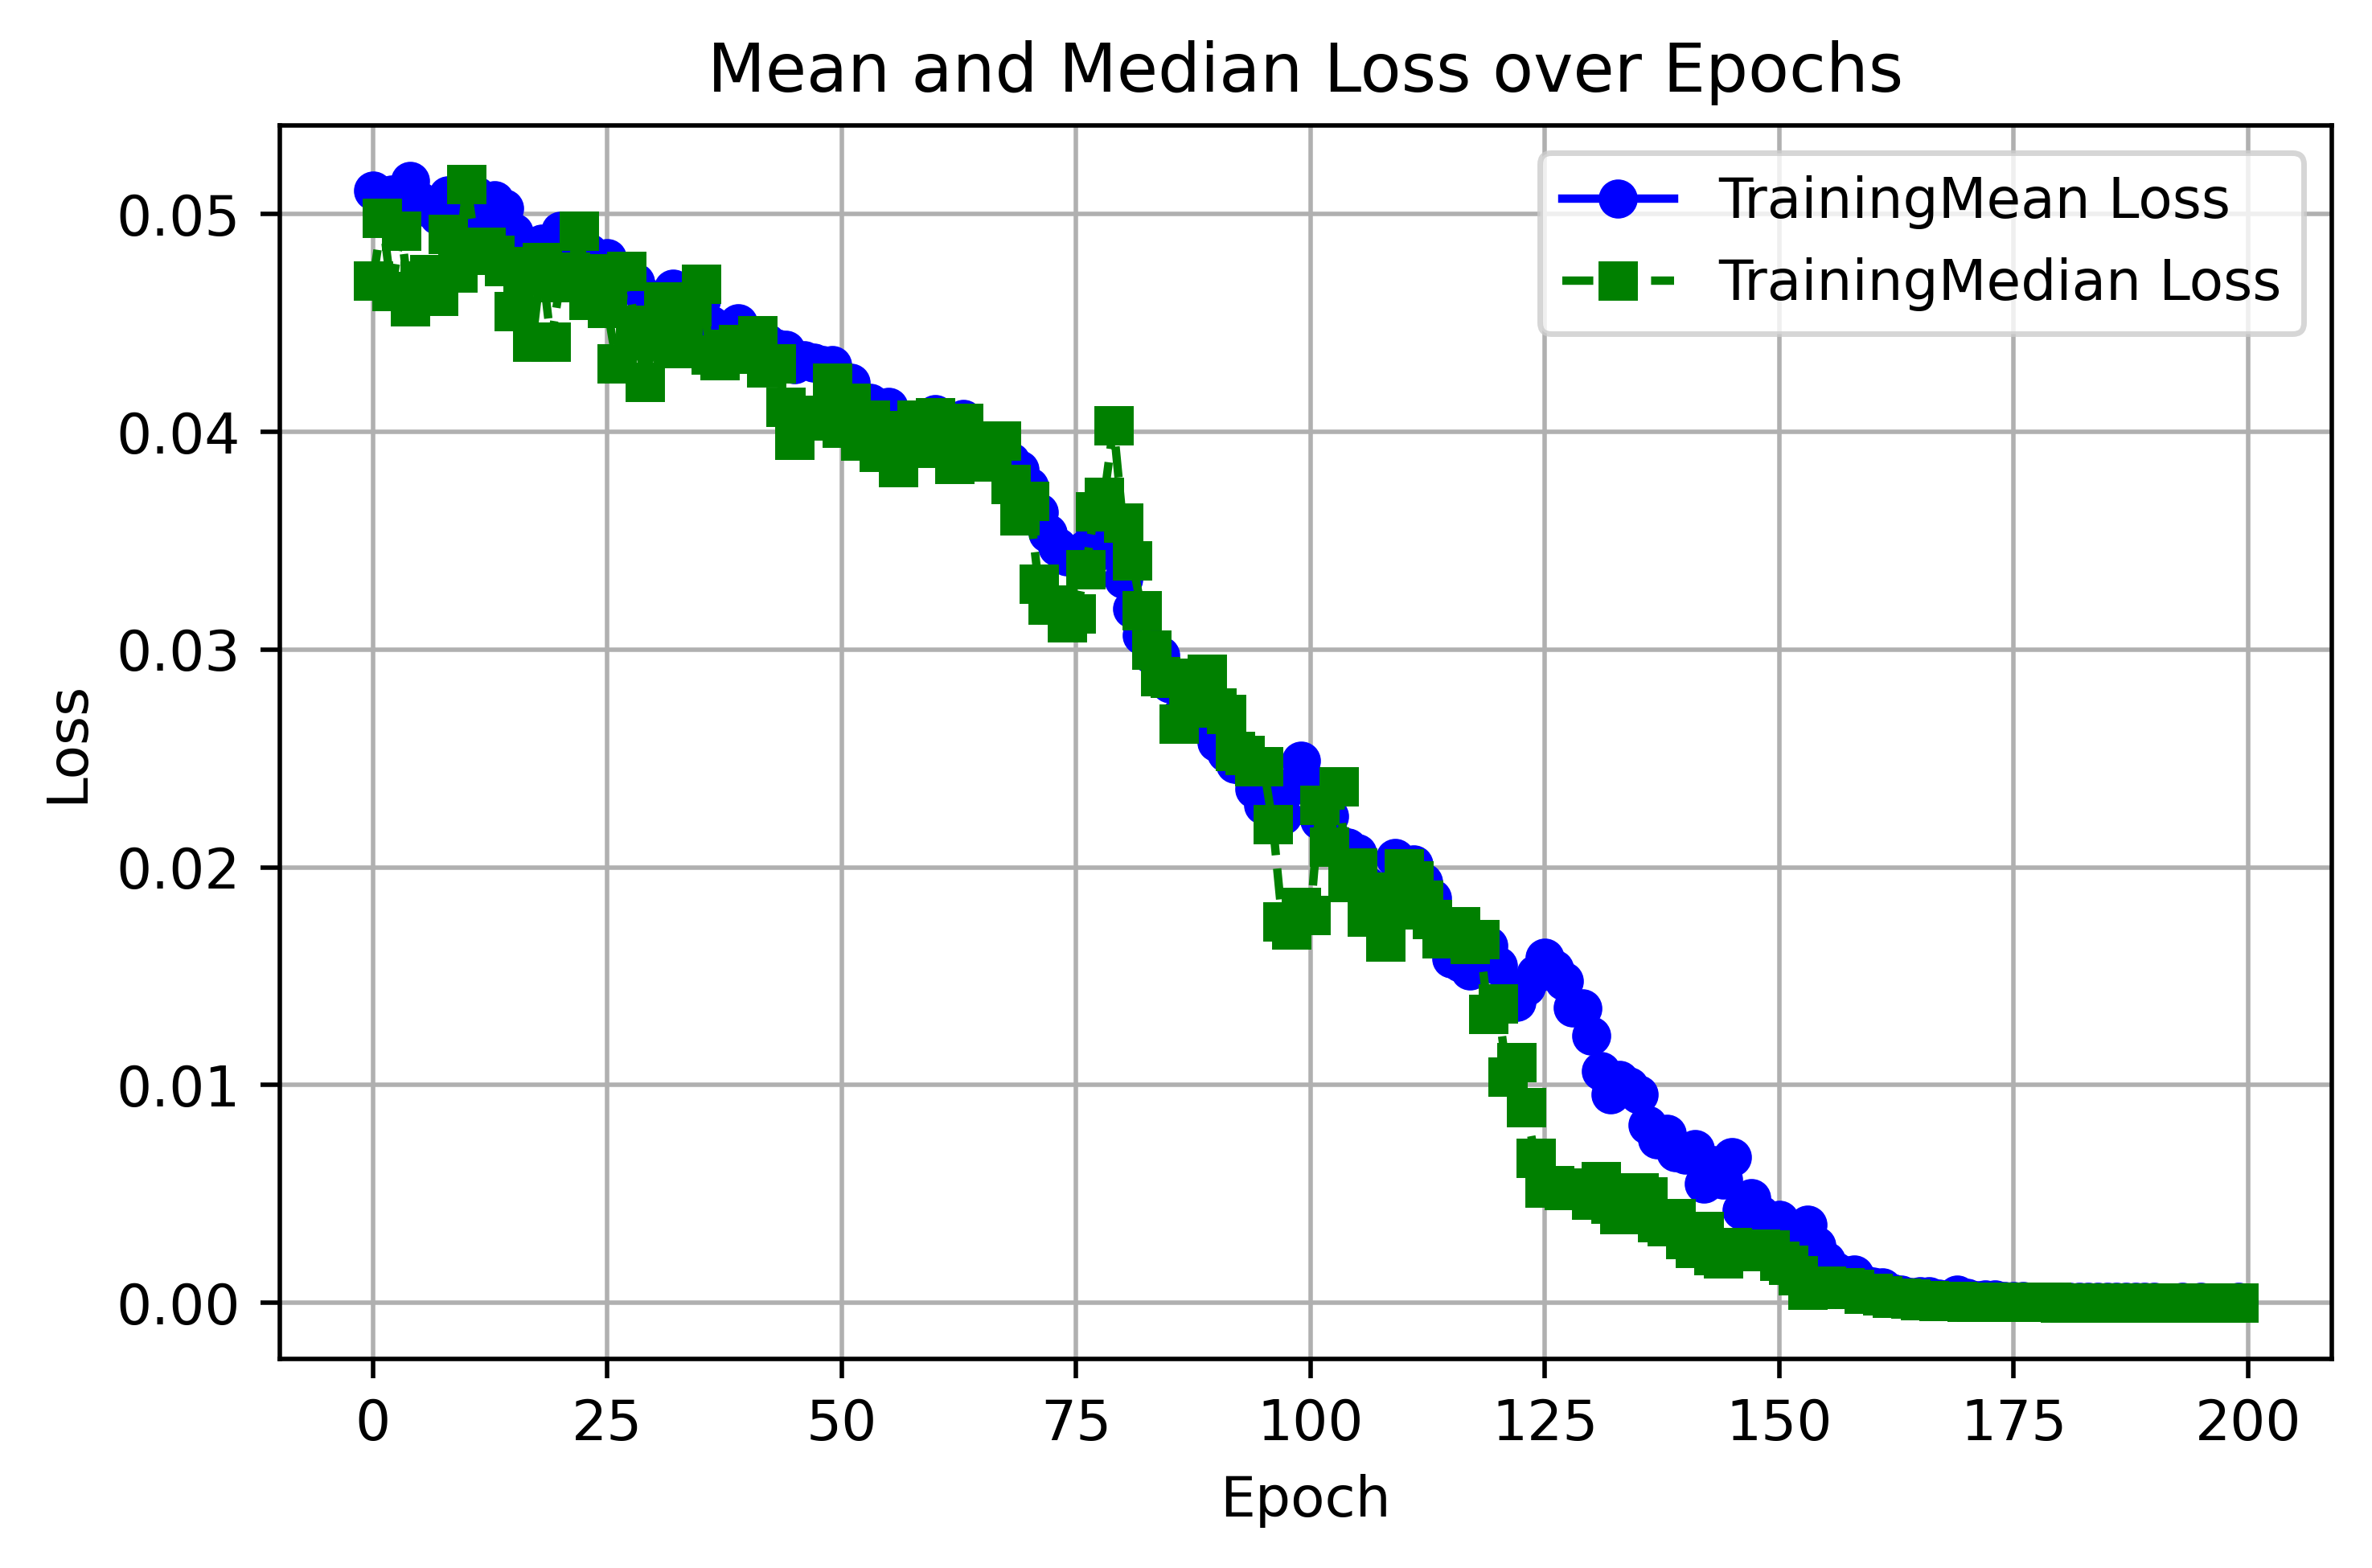 Mean and Median Loss over Epochs
TrainingMean Loss
TrainingMedian Loss
0.05
0.04
0.03
0.02
0.01
0.00
Loss
0 25 50 75 100 125 150 175 200
Epoch